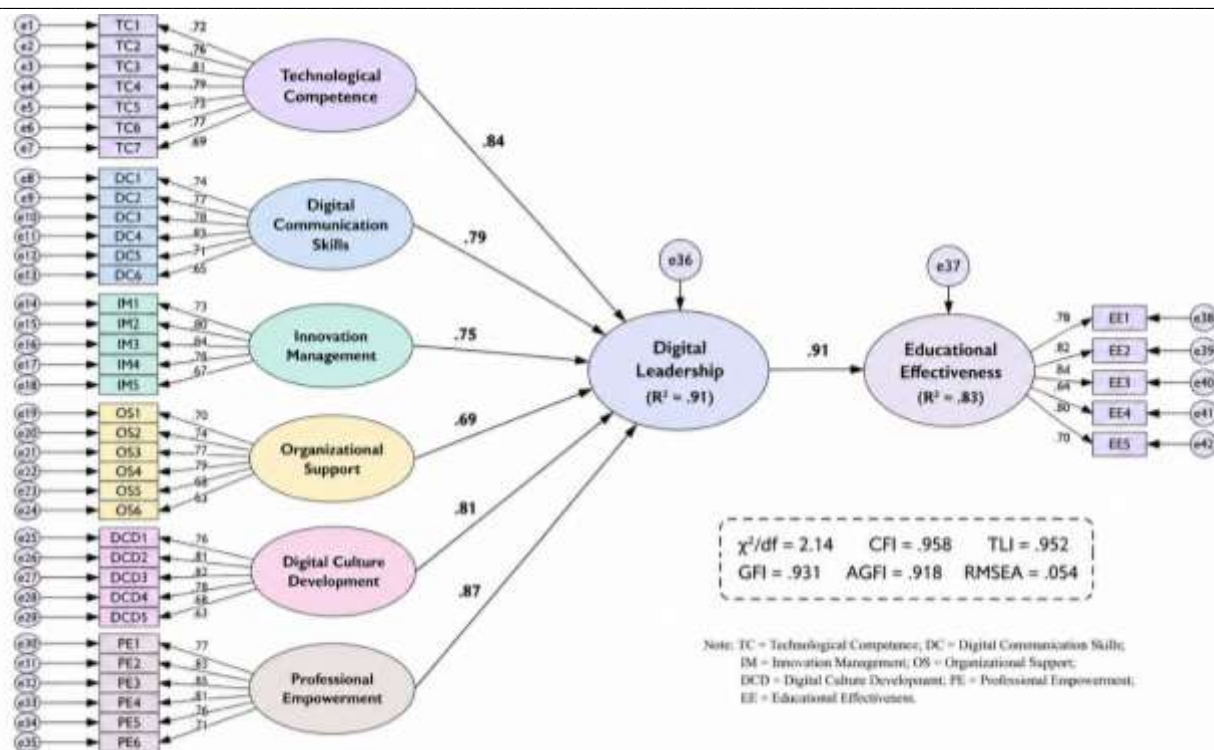 e1 TC1 .72
e2 TC2 .76
e3 TC3 .81
e4 TC4 .79
e5 TC5 .73
e6 TC6 .77
e7 TC7 .69
Technological
Competence
.84
e8 DC1 .74
e9 DC2 .77
e10 DC3 .78
e11 DC4 .83
e12 DC5 .71
e13 DC6 .65
Digital
Communication
Skills
.79
e14 IM1 .73
e15 IM2 .80
e16 IM3 .84
e17 IM4 .78
e18 IM5 .67
Innovation
Management
.75
e19 OS1 .70
e20 OS2 .74
e21 OS3 .77
e22 OS4 .79
e23 OS5 .68
e24 OS6 .63
Organizational
Support
.69
e25 DCD1 .76
e26 DCD2 .81
e27 DCD3 .82
e28 DCD4 .78
e29 DCD5 .68
.63
Digital Culture
Development
.81
e30 PE1 .77
e31 PE2 .83
e32 PE3 .85
e33 PE4 .81
e34 PE5 .76
e35 PE6 .71
Professional
Empowerment
.87
e36
Digital
Leadership
(R² = .91)
.91
e37
Educational
Effectiveness
(R² = .83)
.78 EE1 e38
.82 EE2 e39
.84 EE3 e40
.64
.80 EE4 e41
.70 EE5 e42
χ²/df = 2.14 CFI = .958 TLI = .952
GFI = .931 AGFI = .918 RMSEA = .054
Note: TC = Technological Competence; DC = Digital Communication Skills;
IM = Innovation Management; OS = Organizational Support;
DCD = Digital Culture Development; PE = Professional Empowerment;
EE = Educational Effectiveness.